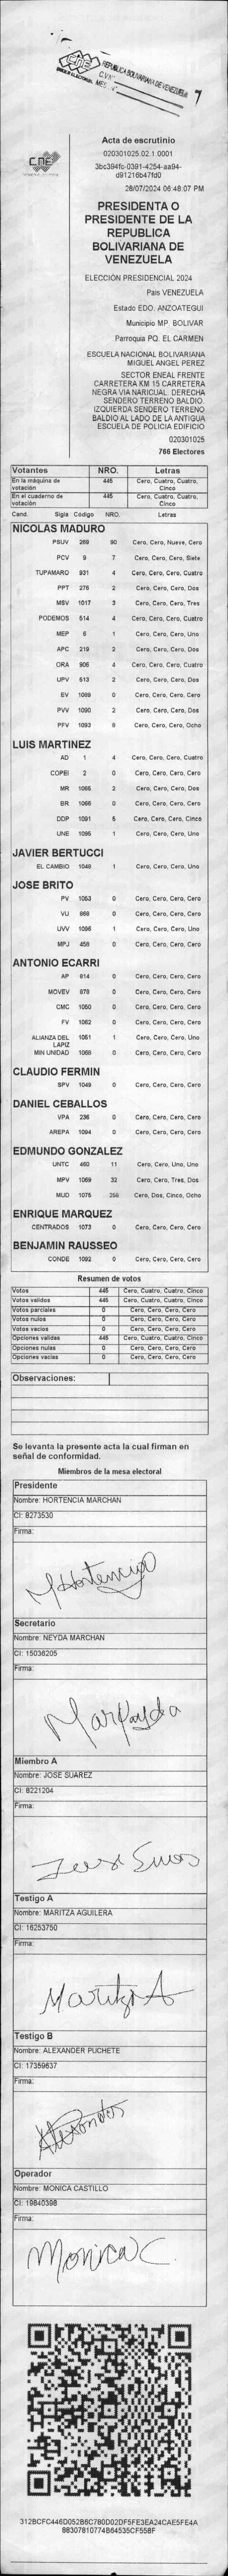 REPUBLICA BOLIVARIANA DE VENEZUELA
7
cne
Acta de escrutinio
020301025.02.1.0001
3bc394fc-0391-4254-aa94-
d91216b47fd0
28/07/2024 06:48:07 PM
PRESIDENTA O
PRESIDENTE DE LA
REPUBLICA
BOLIVARIANA DE
VENEZUELA
ELECCIÓN PRESIDENCIAL 2024
Pais VENEZUELA
Estado EDO. ANZOATEGUI
Municipio MP. BOLIVAR
Parroquia PQ. EL CARMEN
ESCUELA NACIONAL BOLIVARIANA
MIGUEL ANGEL PEREZ
SECTOR ENEAL FRENTE
CARRETERA KM 15 CARRETERA
NEGRA VIA NARICUAL. DERECHA
SENDERO TERRENO BALDIO.
IZQUIERDA SENDERO TERRENO
BALDIO AL LADO DE LA ANTIGUA
ESCUELA DE POLICIA EDIFICIO
020301025
766 Electores
Votantes NRO. Letras
En la máquina de votación 445 Cero, Cuatro, Cuatro, Cinco
En el cuaderno de votación 445 Cero, Cuatro, Cuatro, Cinco
Cand. Sigla Codigo NRO. Letras
NICOLAS MADURO
PSUV 269 90 Cero, Cero, Nueve, Cero
PCV 9 7 Cero, Cero, Cero, Siete
TUPAMARO 931 4 Cero, Cero, Cero, Cuatro
PPT 276 2 Cero, Cero, Cero, Dos
MSV 1017 3 Cero, Cero, Cero, Tres
PODEMOS 514 4 Cero, Cero, Cero, Cuatro
MEP 6 1 Cero, Cero, Cero, Uno
APC 219 2 Cero, Cero, Cero, Dos
ORA 906 4 Cero, Cero, Cero, Cuatro
UPV 613 2 Cero, Cero, Cero, Dos
EV 1089 0 Cero, Cero, Cero, Cero
PVV 1090 2 Cero, Cero, Cero, Dos
PFV 1093 8 Cero, Cero, Cero, Ocho
LUIS MARTINEZ
AD 1 4 Cero, Cero, Cero, Cuatro
COPEI 2 0 Cero, Cero, Cero, Cero
MR 1065 2 Cero, Cero, Cero, Dos
BR 1066 0 Cero, Cero, Cero, Cero
DDP 1091 5 Cero, Cero, Cero, Cinco
UNE 1095 1 Cero, Cero, Cero, Uno
JAVIER BERTUCCI
EL CAMBIO 1048 1 Cero, Cero, Cero, Uno
JOSE BRITO
PV 1053 0 Cero, Cero, Cero, Cero
VU 868 0 Cero, Cero, Cero, Cero
UVV 1096 1 Cero, Cero, Cero, Uno
MPJ 458 0 Cero, Cero, Cero, Cero
ANTONIO ECARRI
AP 914 0 Cero, Cero, Cero, Cero
MOVEV 978 0 Cero, Cero, Cero, Cero
CMC 1050 0 Cero, Cero, Cero, Cero
FV 1062 0 Cero, Cero, Cero, Cero
ALIANZA DEL LAPIZ 1051 1 Cero, Cero, Cero, Uno
MIN UNIDAD 1068 0 Cero, Cero, Cero, Cero
CLAUDIO FERMIN
SPV 1049 0 Cero, Cero, Cero, Cero
DANIEL CEBALLOS
VPA 236 0 Cero, Cero, Cero, Cero
AREPA 1094 0 Cero, Cero, Cero, Cero
EDMUNDO GONZALEZ
UNTC 460 11 Cero, Cero, Uno, Uno
MPV 1069 32 Cero, Cero, Tres, Dos
MUD 1075 258 Cero, Dos, Cinco, Ocho
ENRIQUE MARQUEZ
CENTRADOS 1073 0 Cero, Cero, Cero, Cero
BENJAMIN RAUSSEO
CONDE 1092 0 Cero, Cero, Cero, Cero
Resumen de votos
Votos 445 Cero, Cuatro, Cuatro, Cinco
Votos validos 445 Cero, Cuatro, Cuatro, Cinco
Votos parciales 0 Cero, Cero, Cero, Cero
Votos nulos 0 Cero, Cero, Cero, Cero
Votos vacios 0 Cero, Cero, Cero, Cero
Opciones validas 445 Cero, Cuatro, Cuatro, Cinco
Opciones nulas 0 Cero, Cero, Cero, Cero
Opciones vacias 0 Cero, Cero, Cero, Cero
Observaciones:
Se levanta la presente acta la cual firman en
señal de conformidad.
Miembros de la mesa electoral
Presidente
Nombre: HORTENCIA MARCHAN
CI: 8273530
Firma:
Secretario
Nombre: NEYDA MARCHAN
CI: 15036205
Firma:
Miembro A
Nombre: JOSE SUAREZ
CI: 8221204
Firma:
Testigo A
Nombre: MARITZA AGUILERA
CI: 16253750
Firma:
Maritza A
Testigo B
Nombre: ALEXANDER PUCHETE
CI: 17359637
Firma:
Operador
Nombre: MONICA CASTILLO
CI: 19840398
Firma:
Monica C.
312BCFC446D052B6C780D02DF5FE3EA24CAE5FE4A
88307810774B64535CF55BF